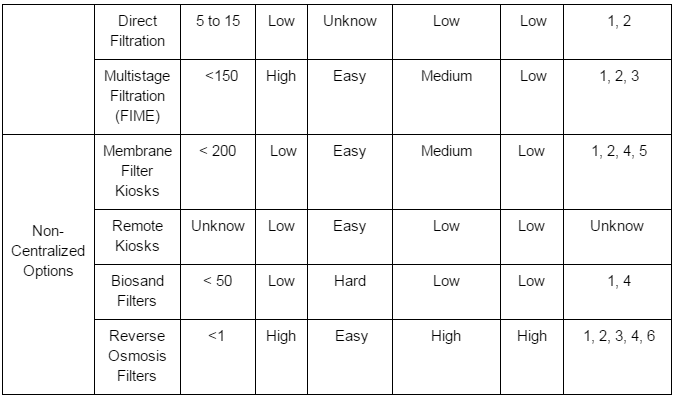 Direct Filtration 5 to 15 Low Unknow Low Low 1, 2
Multistage Filtration (FIME) <150 High Easy Medium Low 1, 2, 3
Non-Centralized Options
Membrane Filter Kiosks < 200 Low Easy Medium Low 1, 2, 4, 5
Remote Kiosks Unknow Low Easy Low Low Unknow
Biosand Filters < 50 Low Hard Low Low 1, 4
Reverse Osmosis Filters <1 High Easy High High 1, 2, 3, 4, 6